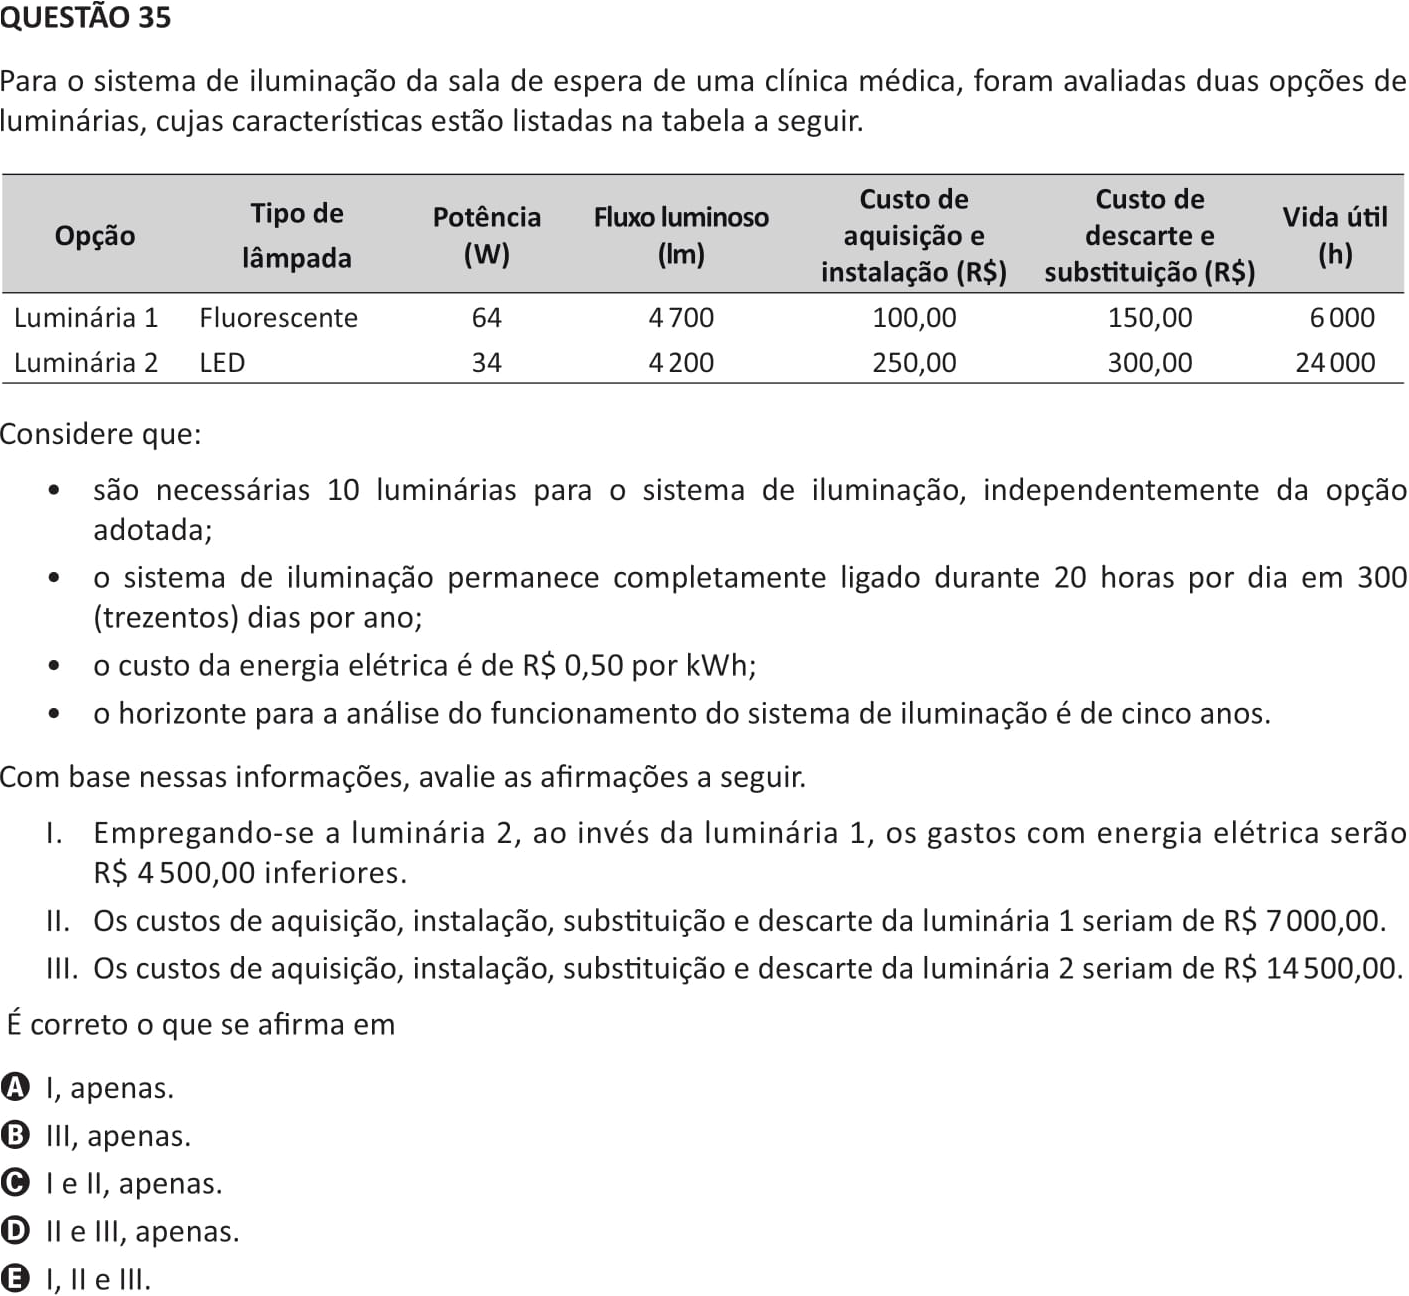 QUESTÃO 35
Para o sistema de iluminação da sala de espera de uma clínica médica, foram avaliadas duas opções de
luminárias, cujas características estão listadas na tabela a seguir.
Opção Tipo de lâmpada Potência (W) Fluxo luminoso (lm) Custo de aquisição e instalação (R$) Custo de descarte e substituição (R$) Vida útil (h)
Luminária 1 Fluorescente 64 4 700 100,00 150,00 6 000
Luminária 2 LED 34 4 200 250,00 300,00 24 000
Considere que:
• são necessárias 10 luminárias para o sistema de iluminação, independentemente da opção
adotada;
• o sistema de iluminação permanece completamente ligado durante 20 horas por dia em 300
(trezentos) dias por ano;
• o custo da energia elétrica é de R$ 0,50 por kWh;
• o horizonte para a análise do funcionamento do sistema de iluminação é de cinco anos.
Com base nessas informações, avalie as afirmações a seguir.
I. Empregando-se a luminária 2, ao invés da luminária 1, os gastos com energia elétrica serão
R$ 4 500,00 inferiores.
II. Os custos de aquisição, instalação, substituição e descarte da luminária 1 seriam de R$ 7 000,00.
III. Os custos de aquisição, instalação, substituição e descarte da luminária 2 seriam de R$ 14 500,00.
É correto o que se afirma em
A I, apenas.
B III, apenas.
C I e II, apenas.
D II e III, apenas.
E I, II e III.